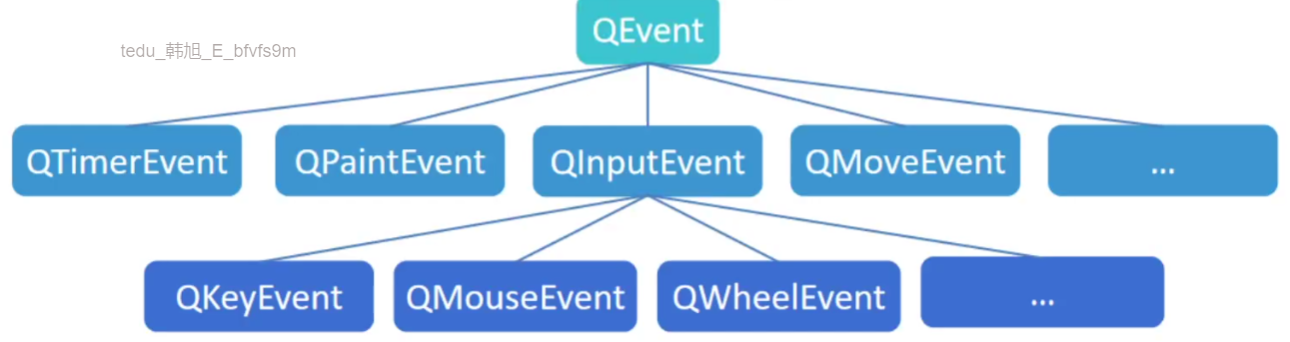 QEvent
tedu_韩旭_E_bfvfs9m
QTimerEvent
QPaintEvent
QInputEvent
QMoveEvent
...
QKeyEvent
QMouseEvent
QWheelEvent
...